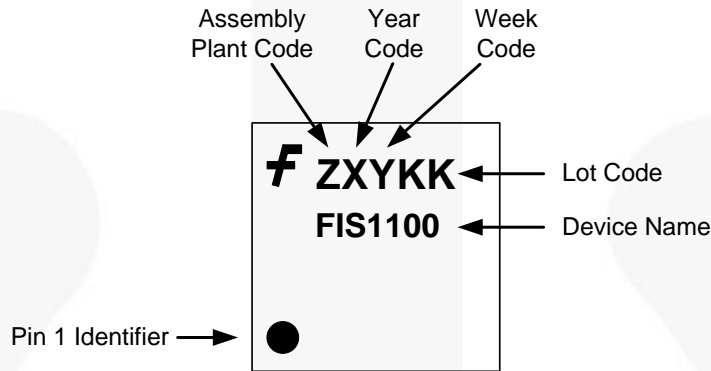 Assembly Plant Code
Year Code
Week Code
ZXYKK
Lot Code
FIS1100
Device Name
Pin 1 Identifier